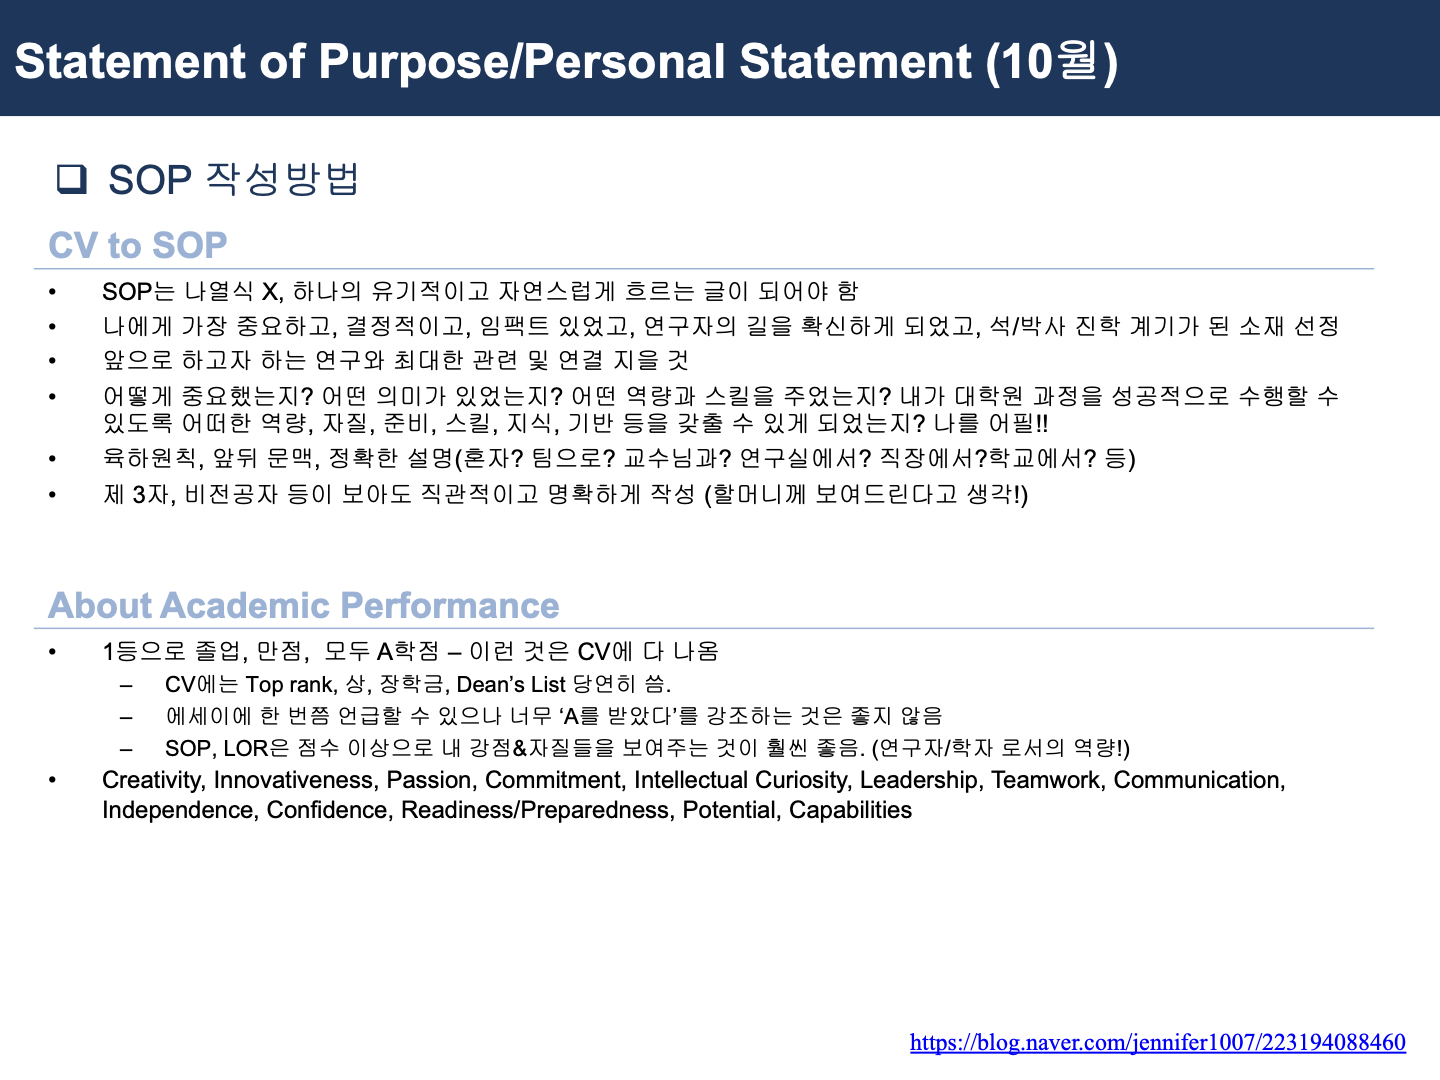 Statement of Purpose/Personal Statement (10월)
❑ SOP 작성방법
CV to SOP
• SOP는 나열식 X, 하나의 유기적이고 자연스럽게 흐르는 글이 되어야 함
• 나에게 가장 중요하고, 결정적이고, 임팩트 있었고, 연구자의 길을 확신하게 되었고, 석/박사 진학 계기가 된 소재 선정
• 앞으로 하고자 하는 연구와 최대한 관련 및 연결 지을 것
• 어떻게 중요했는지? 어떤 의미가 있었는지? 어떤 역량과 스킬을 주었는지? 내가 대학원 과정을 성공적으로 수행할 수
있도록 어떠한 역량, 자질, 준비, 스킬, 지식, 기반 등을 갖출 수 있게 되었는지? 나를 어필!!
• 육하원칙, 앞뒤 문맥, 정확한 설명(혼자? 팀으로? 교수님과? 연구실에서? 직장에서?학교에서? 등)
• 제 3자, 비전공자 등이 보아도 직관적이고 명확하게 작성 (할머니께 보여드린다고 생각!)
About Academic Performance
• 1등으로 졸업, 만점, 모두 A학점 – 이런 것은 CV에 다 나옴
– CV에는 Top rank, 상, 장학금, Dean’s List 당연히 씀.
– 에세이에 한 번쯤 언급할 수 있으나 너무 ‘A를 받았다’를 강조하는 것은 좋지 않음
– SOP, LOR은 점수 이상으로 내 강점&자질들을 보여주는 것이 훨씬 좋음. (연구자/학자 로서의 역량!)
• Creativity, Innovativeness, Passion, Commitment, Intellectual Curiosity, Leadership, Teamwork, Communication,
Independence, Confidence, Readiness/Preparedness, Potential, Capabilities
https://blog.naver.com/jennifer1007/223194088460